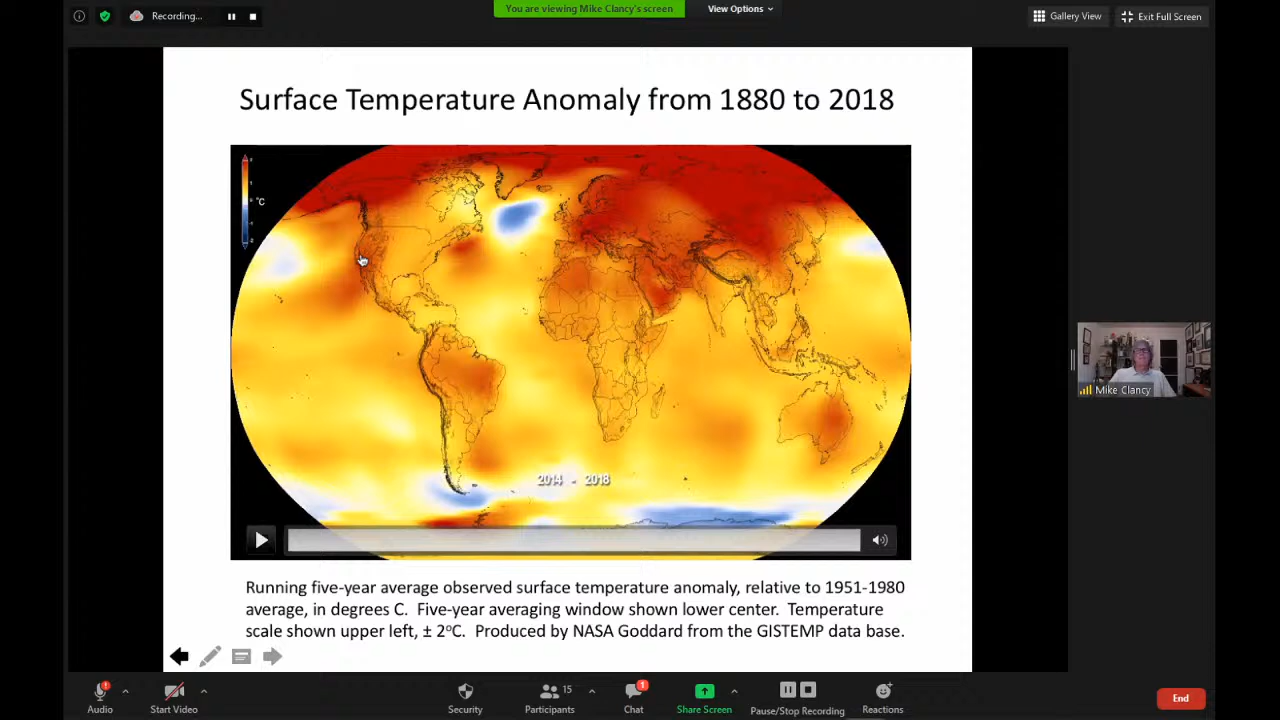 Recording...
You are viewing Mike Clancy's screen
View Options
Gallery View
Exit Full Screen
Surface Temperature Anomaly from 1880 to 2018
°C
2014 - 2018
Mike Clancy
Running five-year average observed surface temperature anomaly, relative to 1951-1980
average, in degrees C. Five-year averaging window shown lower center. Temperature
scale shown upper left, ± 2°C. Produced by NASA Goddard from the GISTEMP data base.
Audio
Start Video
Security
15
Participants
1
Chat
Share Screen
Pause/Stop Recording
Reactions
End